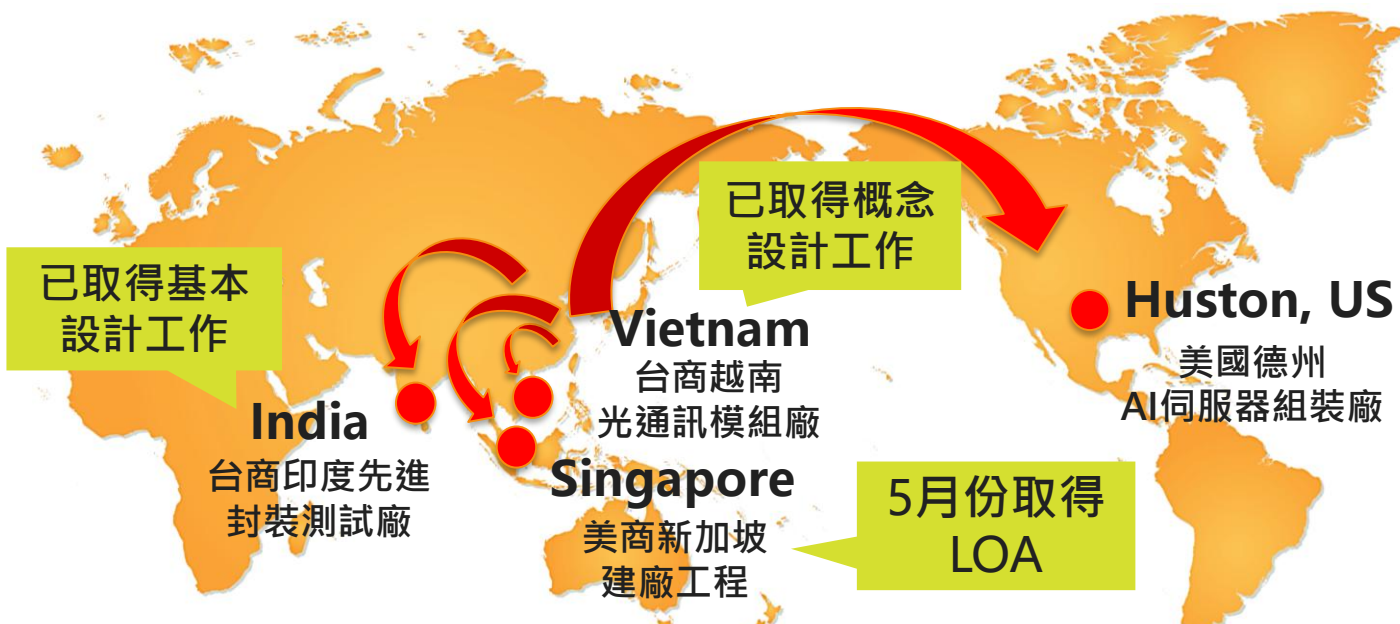 已取得概念
設計工作
已取得基本
設計工作
Huston, US
美國德州
AI伺服器組裝廠
Vietnam
台商越南
光通訊模組廠
India
台商印度先進
封裝測試廠
Singapore
美商新加坡
建廠工程
5月份取得
LOA